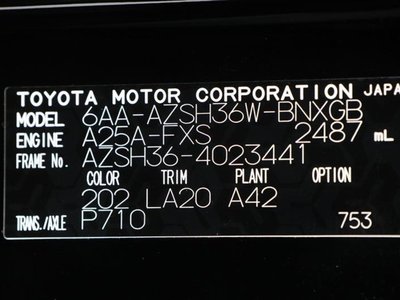 TOYOTA MOTOR CORPORATION JAPA
MODEL 6AA-AZSH36W-BNXGB
ENGINE A25A-FXS 2487 mL
FRAME No. AZSH36-4023441
COLOR TRIM PLANT OPTION
202 LA20 A42
TRANS./AXLE P710 753